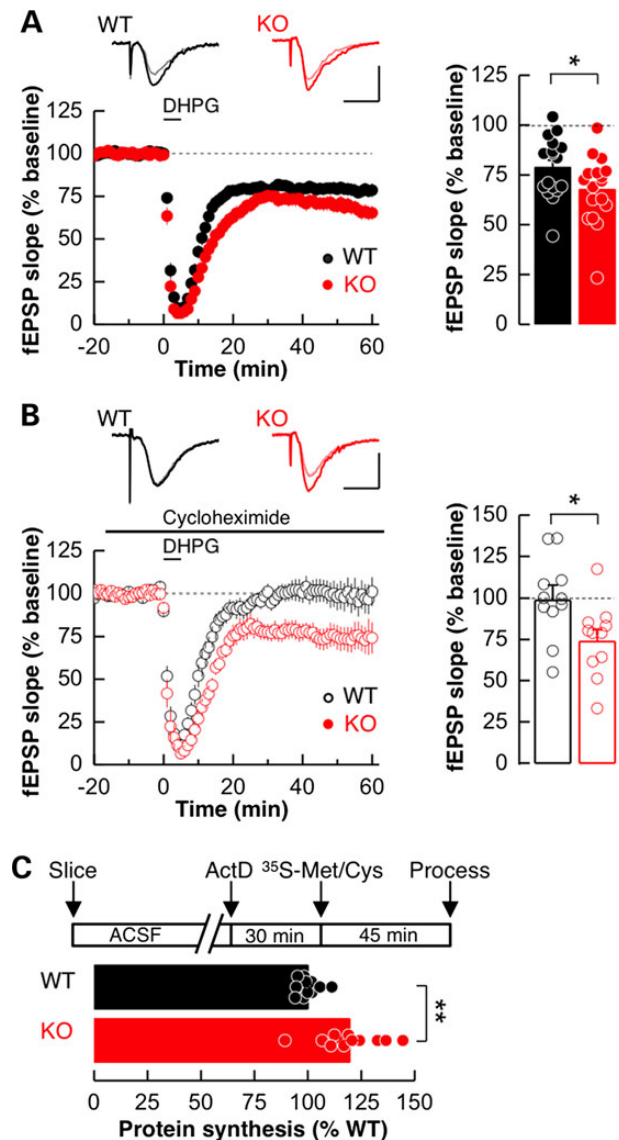 A
WT
KO
DHPG
fEPSP slope (% baseline)
125
100
75
50
25
0
WT
KO
-20
0
20
40
60
Time (min)
*
fEPSP slope (% baseline)
125
100
75
50
25
0
B
WT
KO
Cycloheximide
DHPG
fEPSP slope (% baseline)
125
100
75
50
25
0
WT
KO
-20
0
20
40
60
Time (min)
*
fEPSP slope (% baseline)
150
125
100
75
50
25
0
C
Slice
ActD
³⁵S-Met/Cys
Process
ACSF
30 min
45 min
WT
KO
**
0
25
50
75
100
125
150
Protein synthesis (% WT)